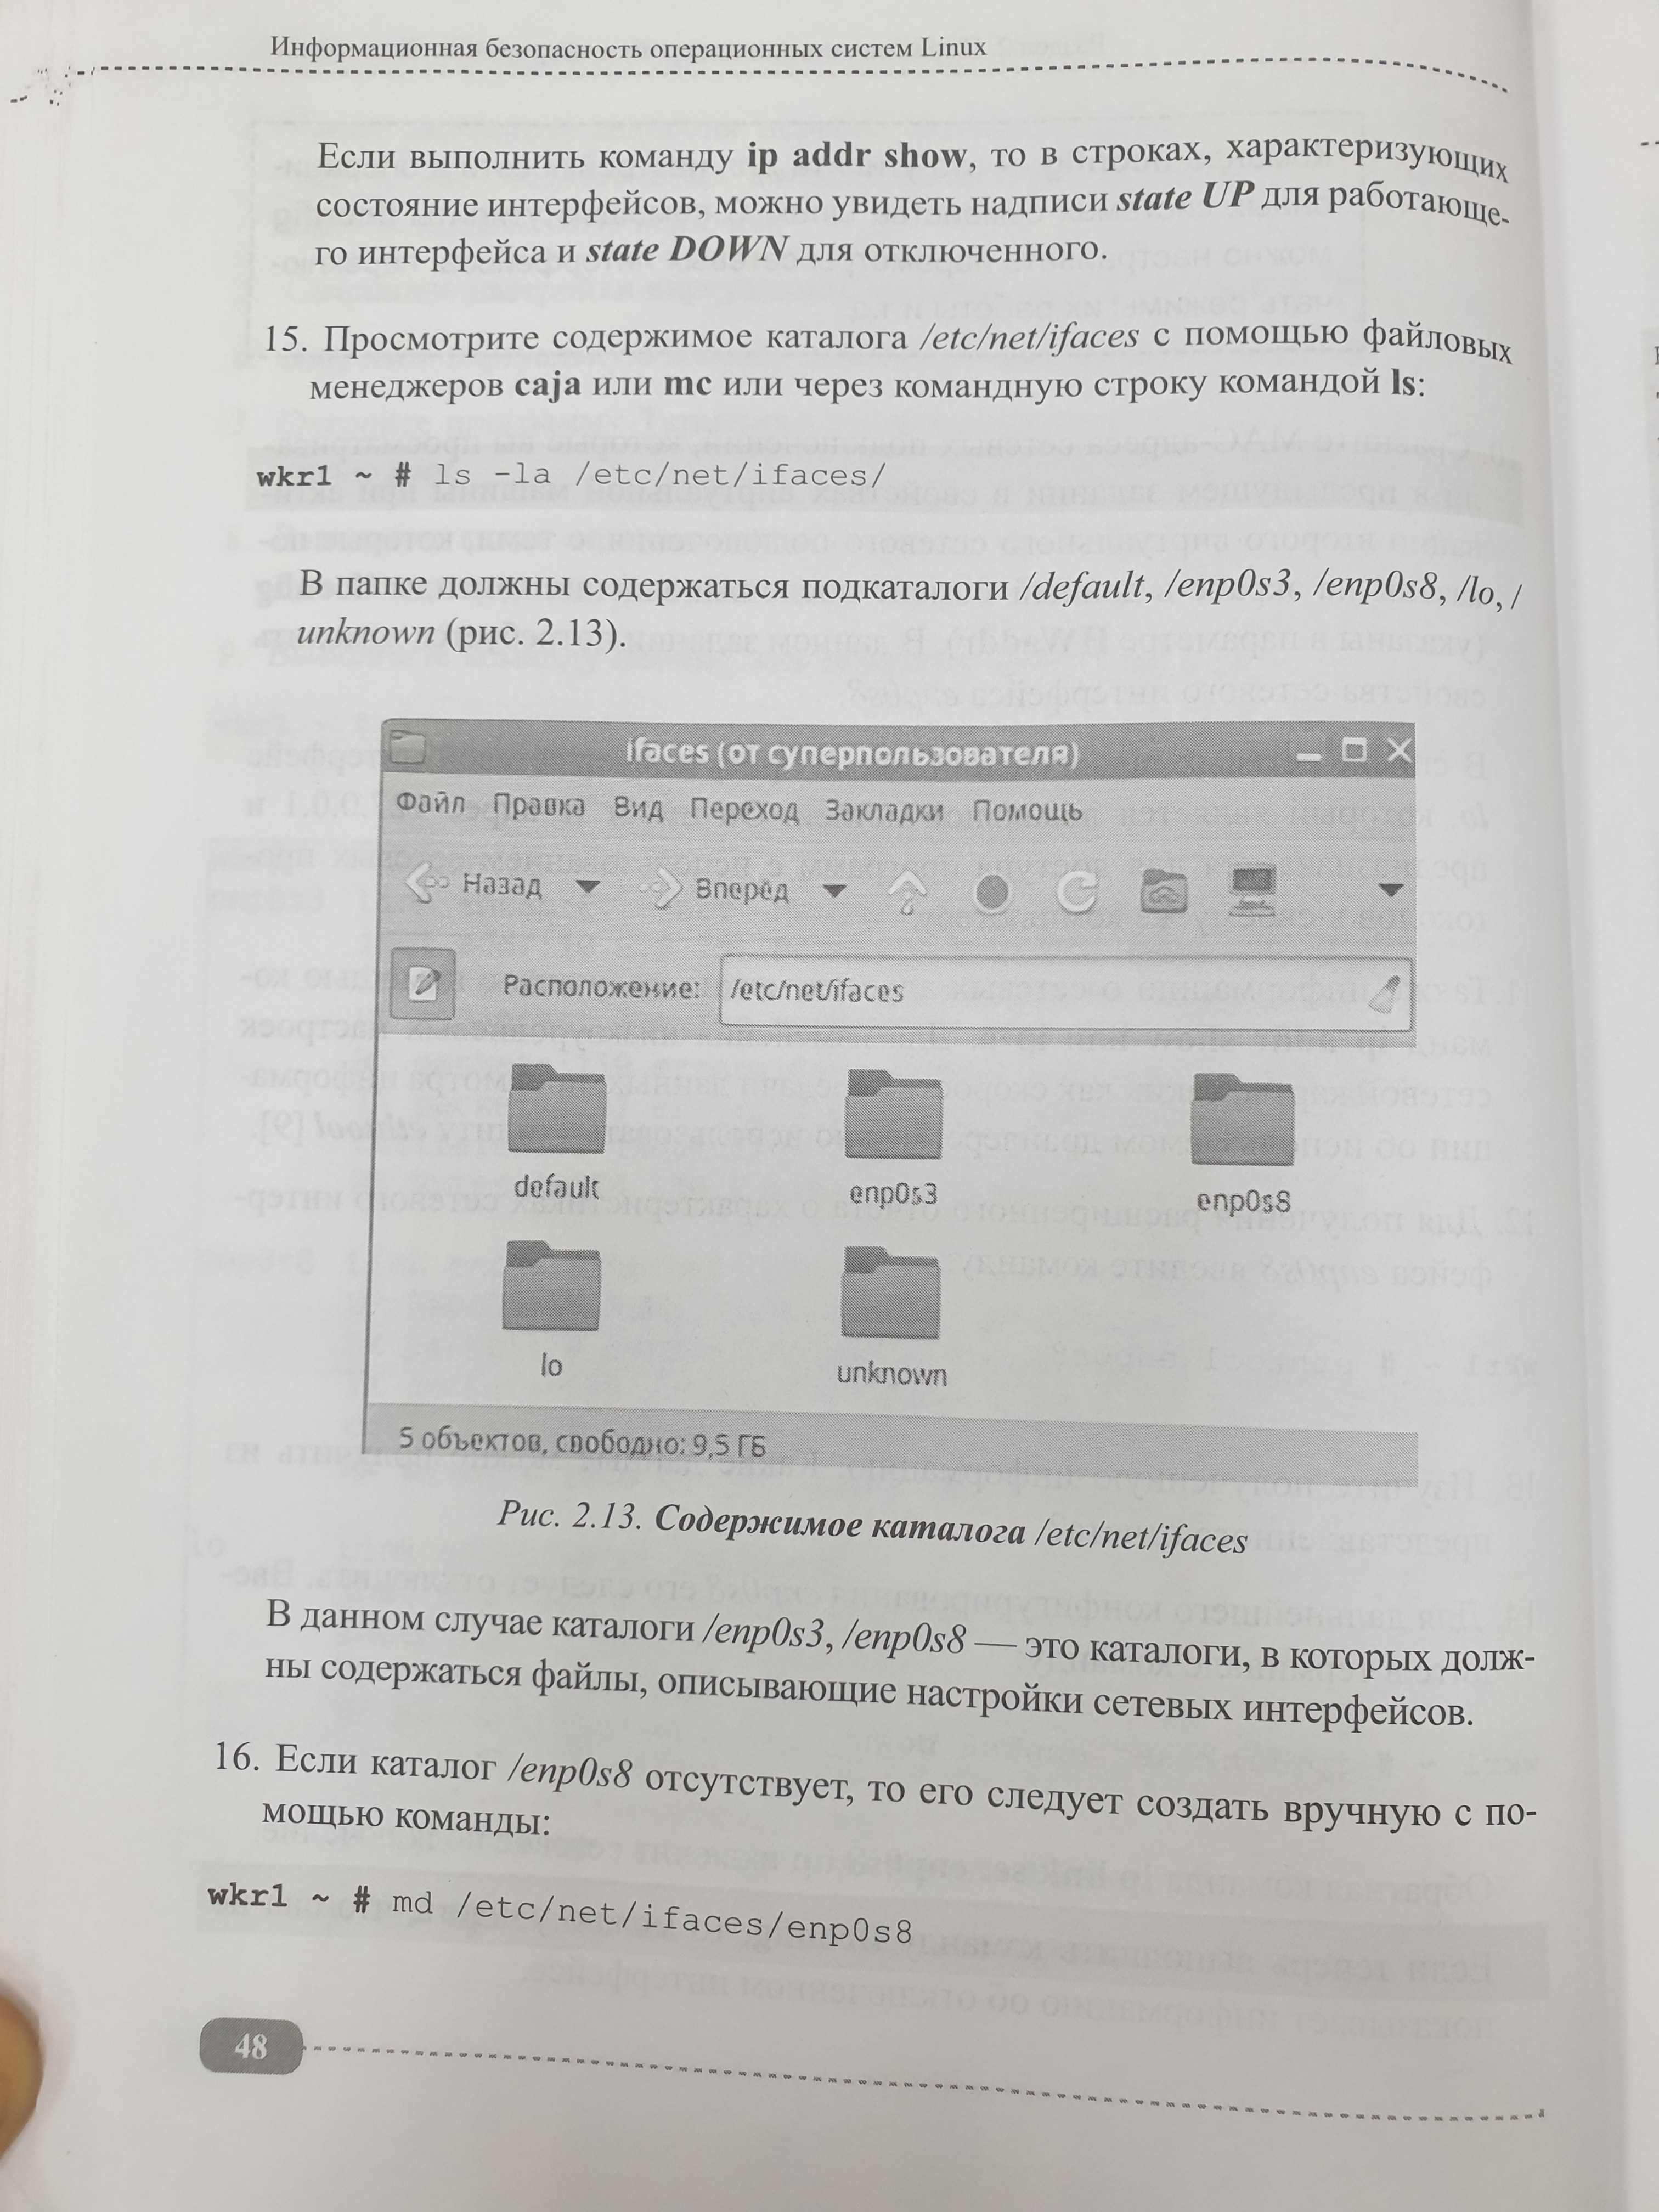 Информационная безопасность операционных систем Linux
Если выполнить команду ip addr show, то в строках, характеризующих
состояние интерфейсов, можно увидеть надписи state UP для работающе-
го интерфейса и state DOWN для отключенного.
15. Просмотрите содержимое каталога /etc/net/ifaces с помощью файловых
менеджеров caja или mc или через командную строку командой ls:
wkr1 ~ # ls -la /etc/net/ifaces/
В папке должны содержаться подкаталоги /default, /enp0s3, /enp0s8, /lo, /
unknown (рис. 2.13).
ifaces (от суперпользователя)
Файл Правка Вид Переход Закладки Помощь
Назад Вперёд
Расположение: /etc/net/ifaces
default enp0s3 enp0s8
lo unknown
5 объектов, свободно: 9,5 ГБ
Рис. 2.13. Содержимое каталога /etc/net/ifaces
В данном случае каталоги /enp0s3, /enp0s8 — это каталоги, в которых долж-
ны содержаться файлы, описывающие настройки сетевых интерфейсов.
16. Если каталог /enp0s8 отсутствует, то его следует создать вручную с по-
мощью команды:
wkr1 ~ # md /etc/net/ifaces/enp0s8
48